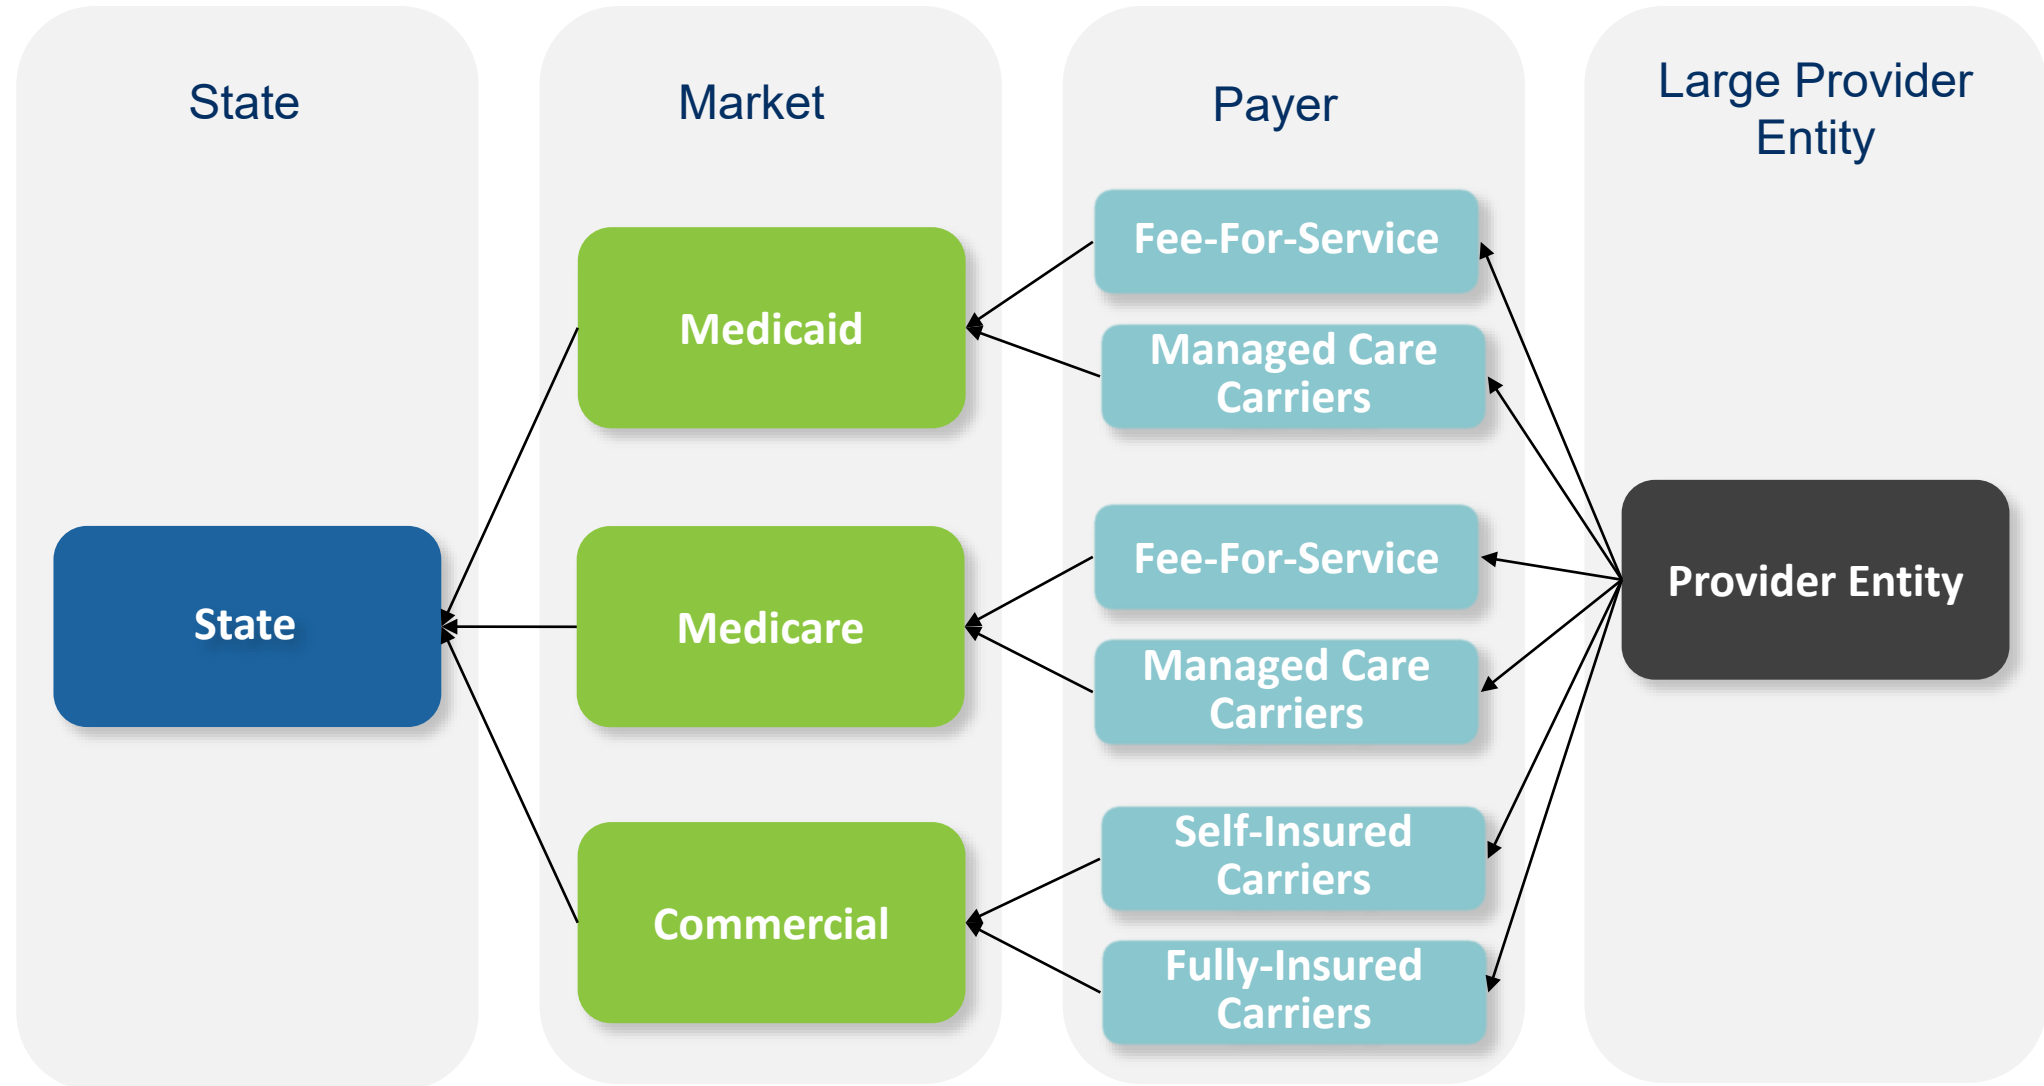 State
Market
Payer
Large Provider
Entity
Fee-For-Service
Medicaid
Managed Care
Carriers
Fee-For-Service
Provider Entity
State
Medicare
Managed Care
Carriers
Self-Insured
Carriers
Commercial
Fully-Insured
Carriers